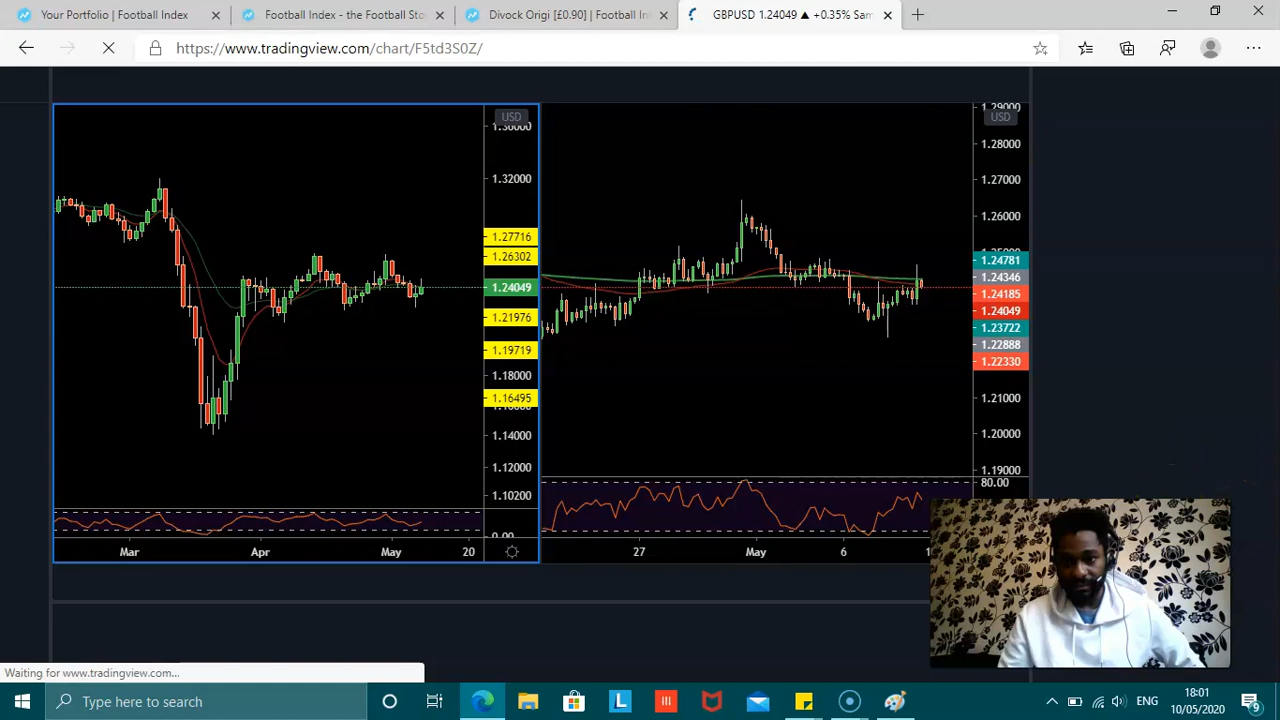 Your Portfolio | Football Index
Football Index - the Football Sto
Divock Origi [£0.90] | Football In
GBPUSD 1.24049 ▲ +0.35% Sam
https://www.tradingview.com/chart/F5td3S0Z/
USD
1.36000
1.32000
1.27716
1.26302
1.24049
1.21976
1.19719
1.18000
1.16495
1.14000
1.12000
1.10200
0.00
Mar
Apr
May
20
1.29000
USD
1.28000
1.27000
1.26000
1.25000
1.24781
1.24346
1.24185
1.24049
1.23722
1.22888
1.22330
1.21000
1.20000
1.19000
80.00
27
May
6
Waiting for www.tradingview.com...
Type here to search
L
ENG
18:01
10/05/2020
9